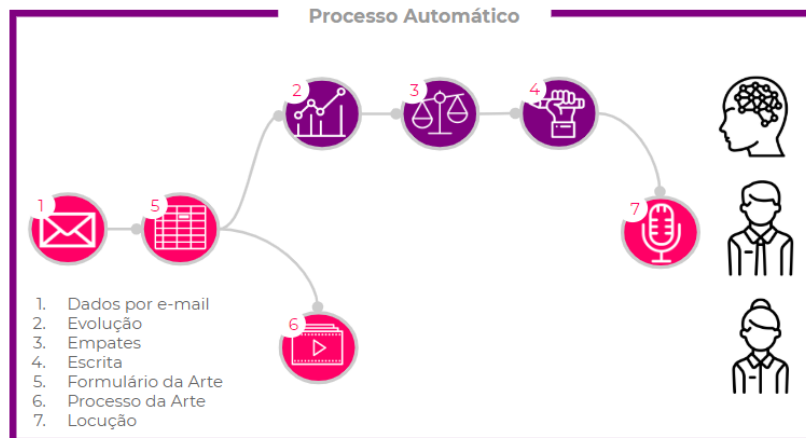 Processo Automático
2
3
4
1
5
7
6
1. Dados por e-mail
2. Evolução
3. Empates
4. Escrita
5. Formulário da Arte
6. Processo da Arte
7. Locução